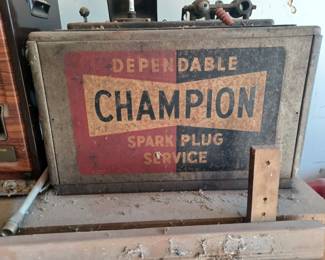 DEPENDABLE
CHAMPION
SPARK PLUG
SERVICE